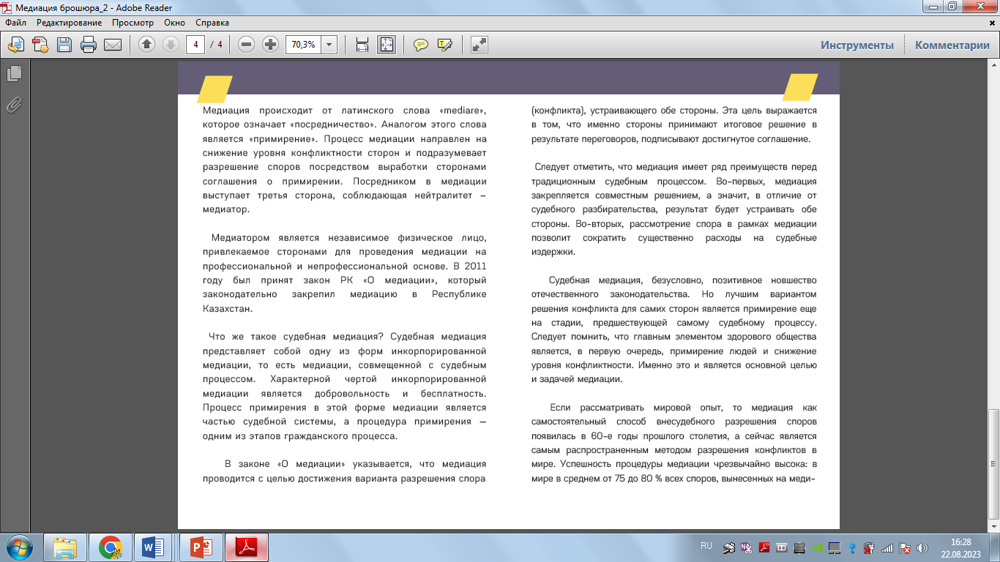 Медиация брошюра_2 - Adobe Reader
Файл Редактирование Просмотр Окно Справка
4 / 4 70,3% Инструменты Комментарии
Медиация происходит от латинского слова «mediare»,
которое означает «посредничество». Аналогом этого слова
является «примирение». Процесс медиации направлен на
снижение уровня конфликтности сторон и подразумевает
разрешение споров посредством выработки сторонами
соглашения о примирении. Посредником в медиации
выступает третья сторона, соблюдающая нейтралитет –
медиатор.
Медиатором является независимое физическое лицо,
привлекаемое сторонами для проведения медиации на
профессиональной и непрофессиональной основе. В 2011
году был принят закон РК «О медиации», который
законодательно закрепил медиацию в Республике
Казахстан.
Что же такое судебная медиация? Судебная медиация
представляет собой одну из форм инкорпорированной
медиации, то есть медиации, совмещенной с судебным
процессом. Характерной чертой инкорпорированной
медиации является добровольность и бесплатность.
Процесс примирения в этой форме медиации является
частью судебной системы, а процедура примирения —
одним из этапов гражданского процесса.
В законе «О медиации» указывается, что медиация
проводится с целью достижения варианта разрешения спора
(конфликта), устраивающего обе стороны. Эта цель выражается
в том, что именно стороны принимают итоговое решение в
результате переговоров, подписывают достигнутое соглашение.
Следует отметить, что медиация имеет ряд преимуществ перед
традиционным судебным процессом. Во-первых, медиация
закрепляется совместным решением, а значит, в отличие от
судебного разбирательства, результат будет устраивать обе
стороны. Во-вторых, рассмотрение спора в рамках медиации
позволит сократить существенно расходы на судебные
издержки.
Судебная медиация, безусловно, позитивное новшество
отечественного законодательства. Но лучшим вариантом
решения конфликта для самих сторон является примирение еще
на стадии, предшествующей самому судебному процессу.
Следует помнить, что главным элементом здорового общества
является, в первую очередь, примирение людей и снижение
уровня конфликтности. Именно это и является основной целью
и задачей медиации.
Если рассматривать мировой опыт, то медиация как
самостоятельный способ внесудебного разрешения споров
появилась в 60-е годы прошлого столетия, а сейчас является
самым распространенным методом разрешения конфликтов в
мире. Успешность процедуры медиации чрезвычайно высока: в
мире в среднем от 75 до 80 % всех споров, вынесенных на меди-
RU 16:28
22.08.2023